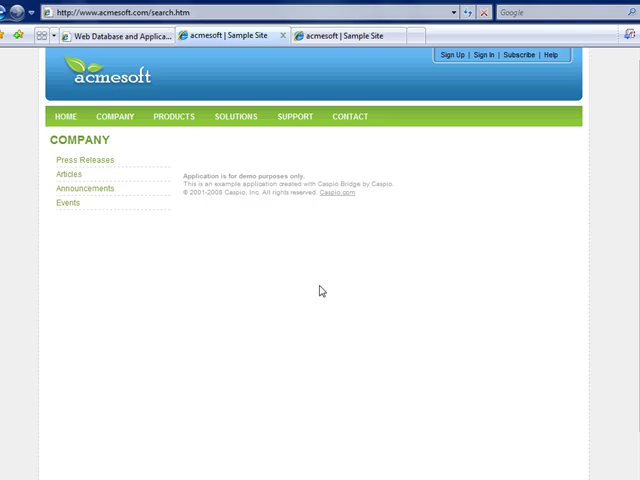 http://www.acmesoft.com/search.htm
Google
Web Database and Applica...
acmesoft | Sample Site
acmesoft | Sample Site
Sign Up | Sign In | Subscribe | Help
acmesoft
HOME COMPANY PRODUCTS SOLUTIONS SUPPORT CONTACT
COMPANY
Press Releases
Articles
Announcements
Events
Application is for demo purposes only.
This is an example application created with Caspio Bridge by Caspio.
© 2001-2008 Caspio, Inc. All rights reserved. Caspio.com